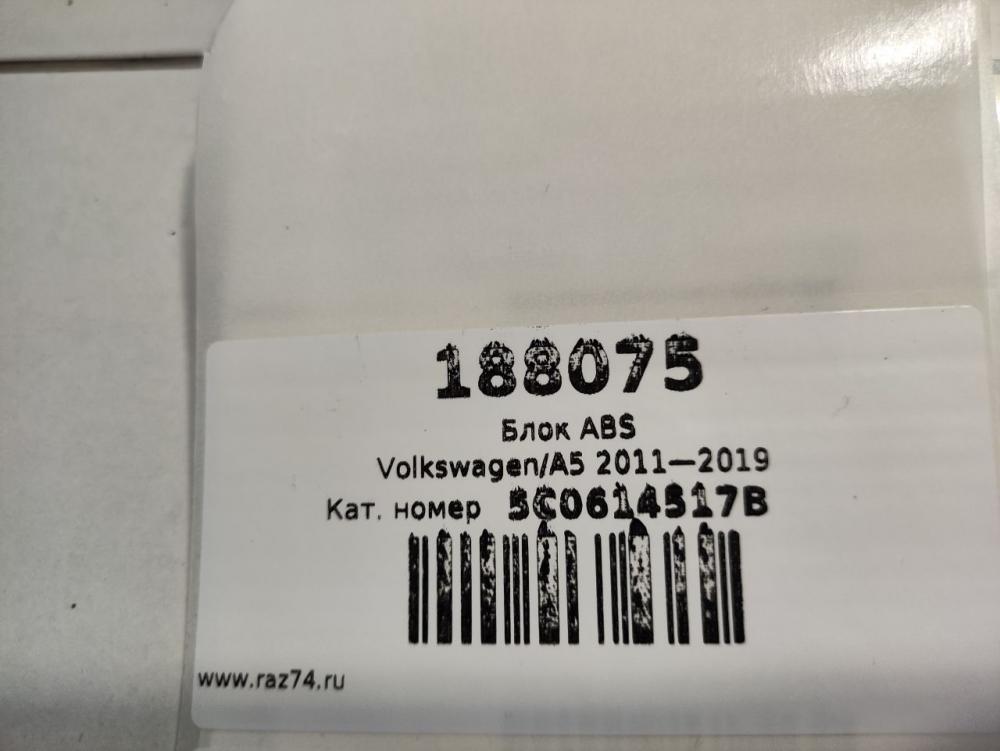 188075
Блок ABS
Volkswagen/A5 2011—2019
Кат. номер 5C0614517B
www.raz74.ru